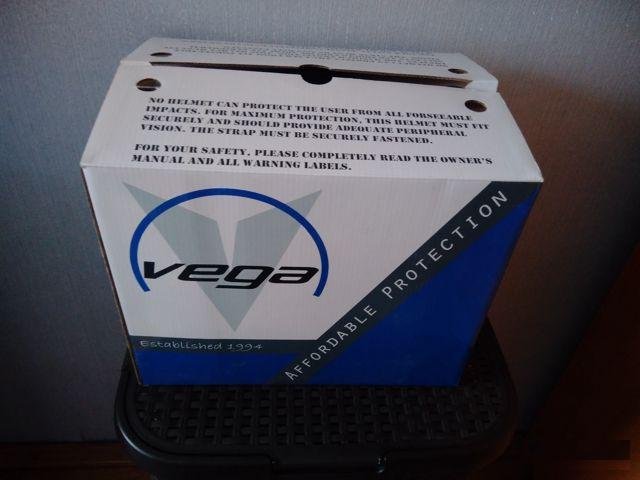 NO HELMET CAN PROTECT THE USER FROM ALL FORSEEABLE
IMPACTS. FOR MAXIMUM PROTECTION, THIS HELMET MUST FIT
SECURELY AND SHOULD PROVIDE ADEQUATE PERIPHERAL
VISION. THE STRAP MUST BE SECURELY FASTENED.
FOR YOUR SAFETY, PLEASE COMPLETELY READ THE OWNER'S
MANUAL AND ALL WARNING LABELS.
vega
Established 1994
AFFORDABLE PROTECTION